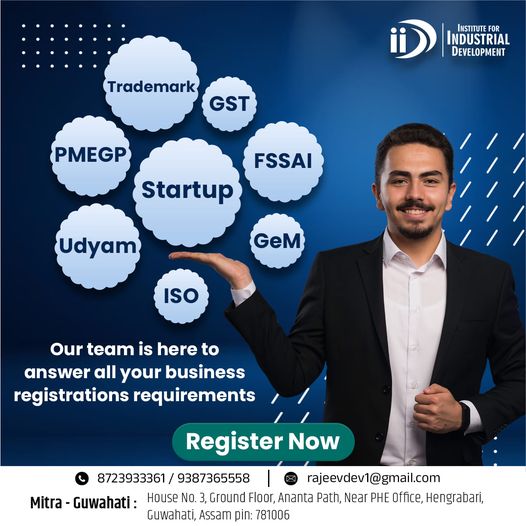 iiD
INSTITUTE FOR
INDUSTRIAL
DEVELOPMENT
Trademark
GST
PMEGP
Startup
FSSAI
Udyam
GeM
ISO
Our team is here to
answer all your business
registrations requirements
Register Now
8723933361 / 9387365558 | rajeevdev1@gmail.com
Mitra - Guwahati : House No. 3, Ground Floor, Ananta Path, Near PHE Office, Hengrabari,
Guwahati, Assam pin: 781006